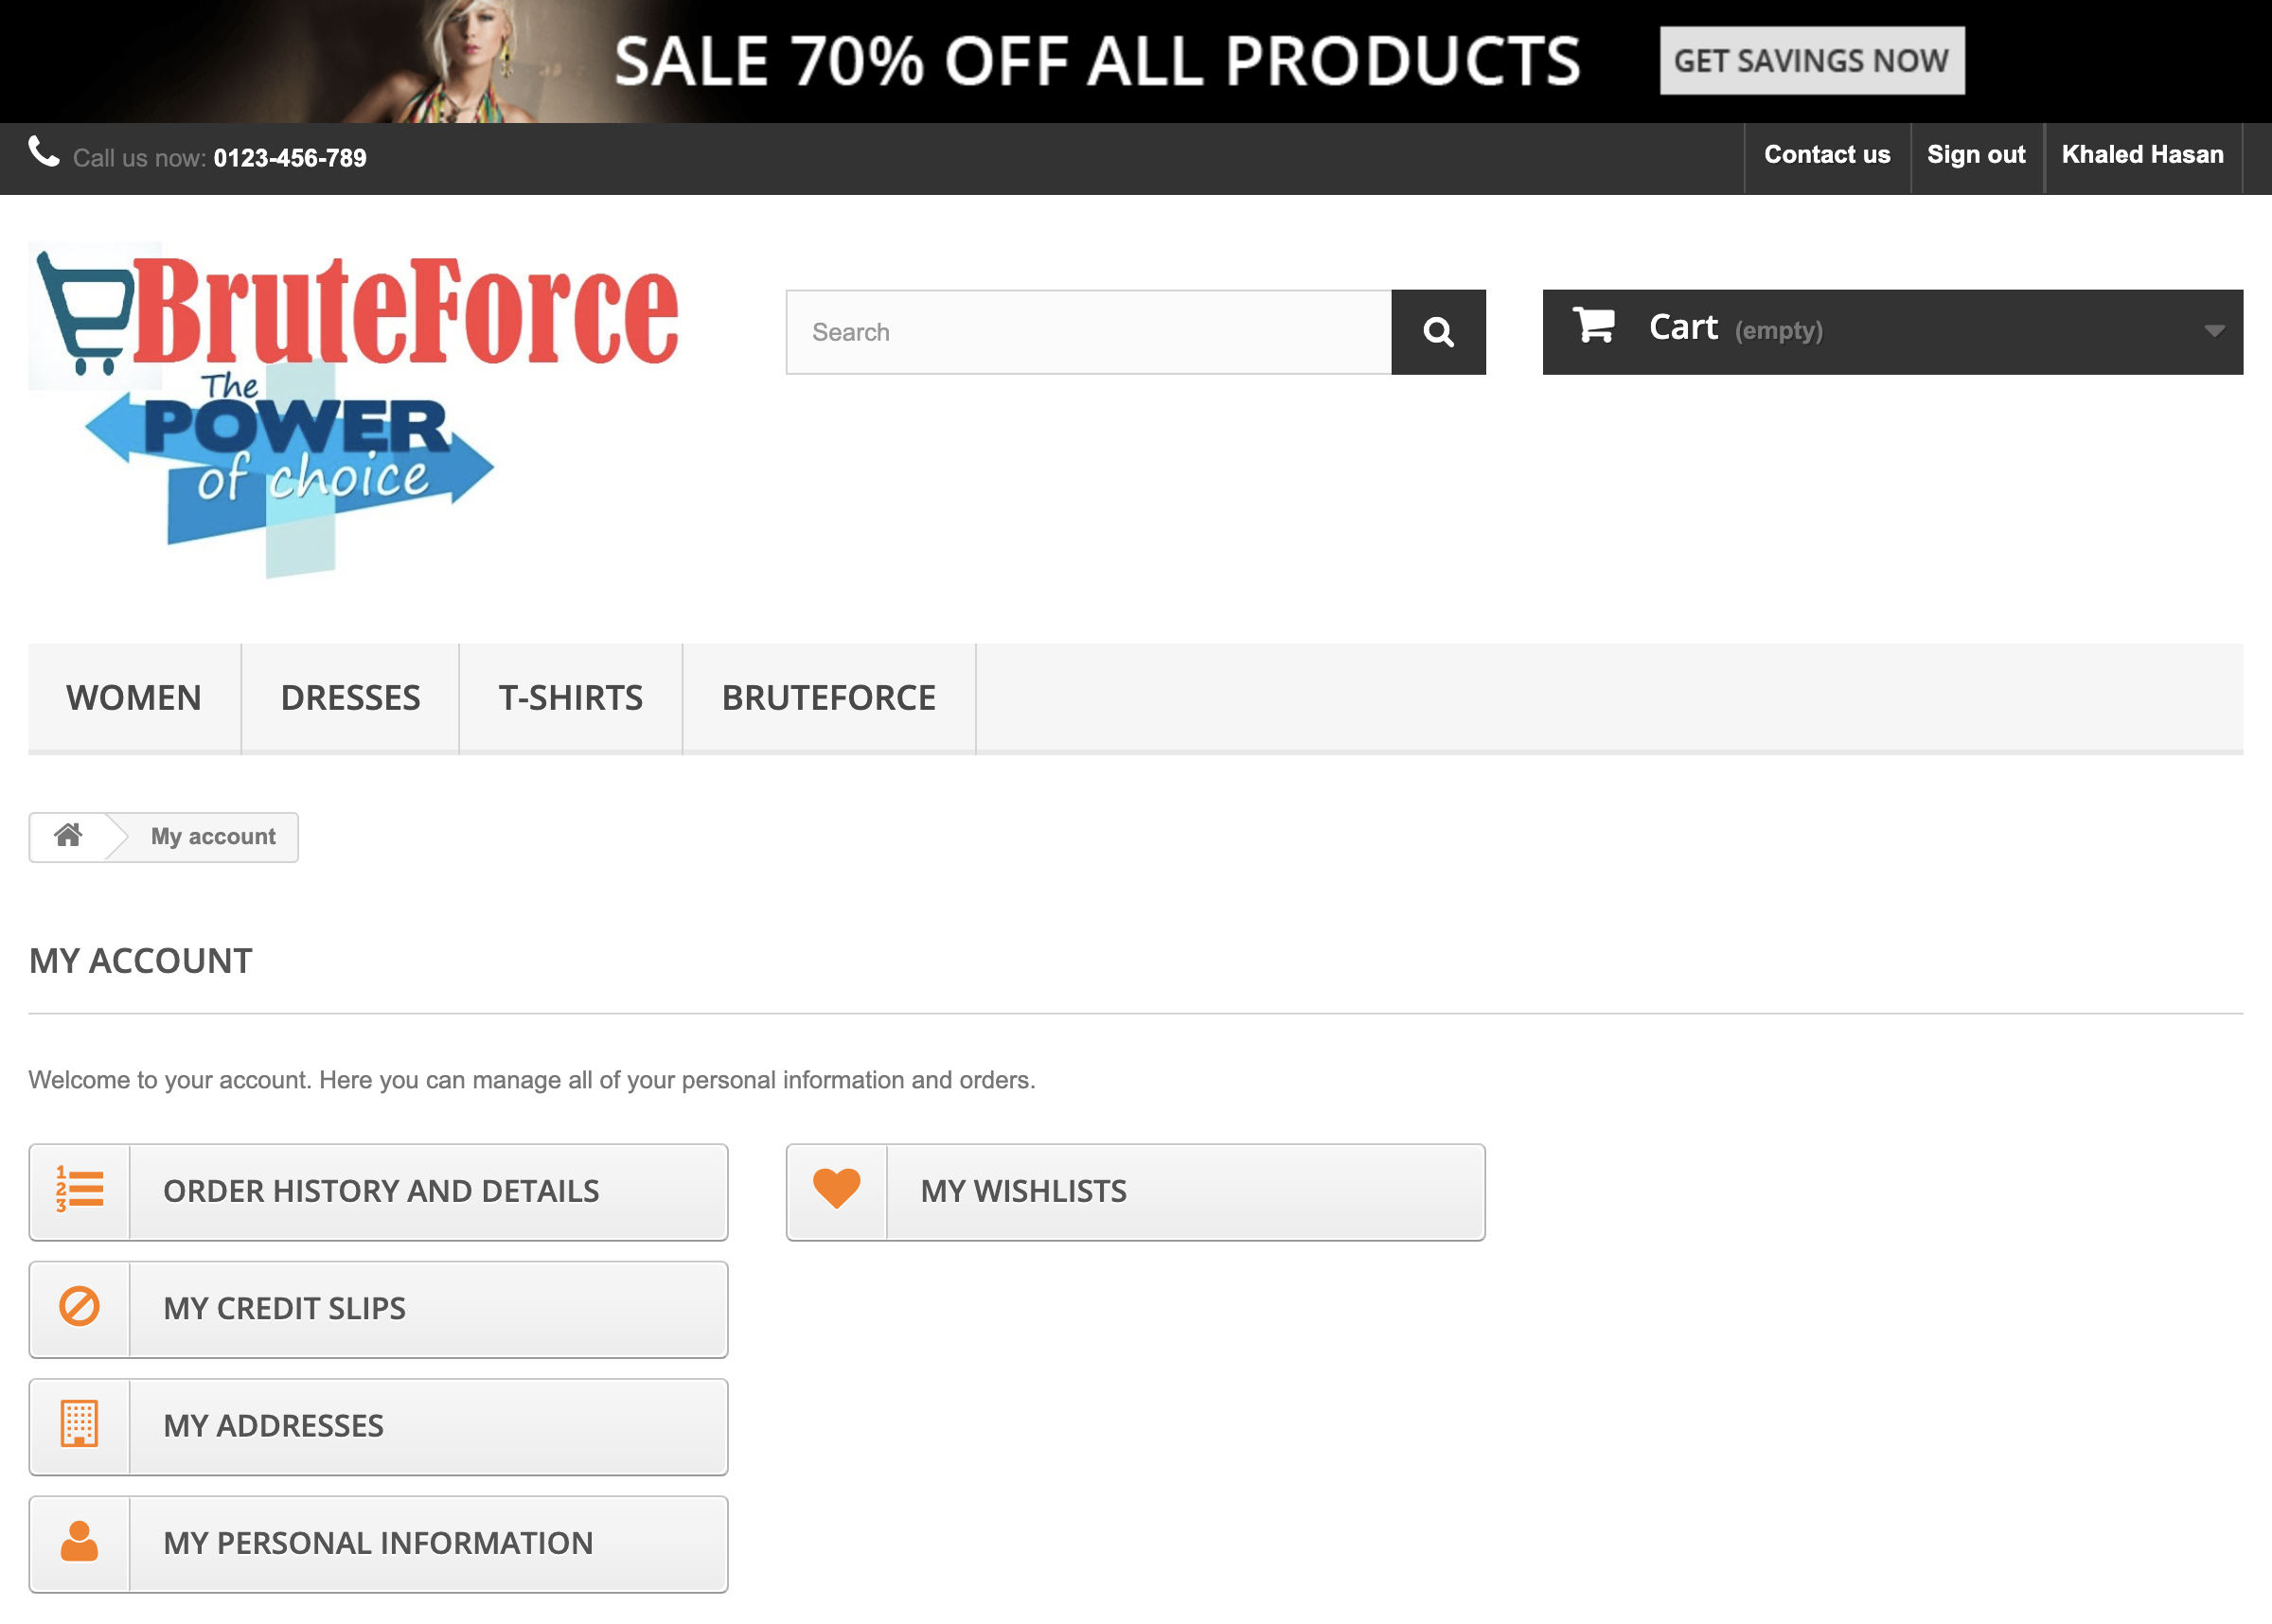 SALE 70% OFF ALL PRODUCTS GET SAVINGS NOW
Call us now: 0123-456-789 Contact us Sign out Khaled Hasan
BruteForce
The
POWER
of choice
Search
Cart (empty)
WOMEN DRESSES T-SHIRTS BRUTEFORCE
My account
MY ACCOUNT
Welcome to your account. Here you can manage all of your personal information and orders.
1
2
3
ORDER HISTORY AND DETAILS
MY WISHLISTS
MY CREDIT SLIPS
MY ADDRESSES
MY PERSONAL INFORMATION